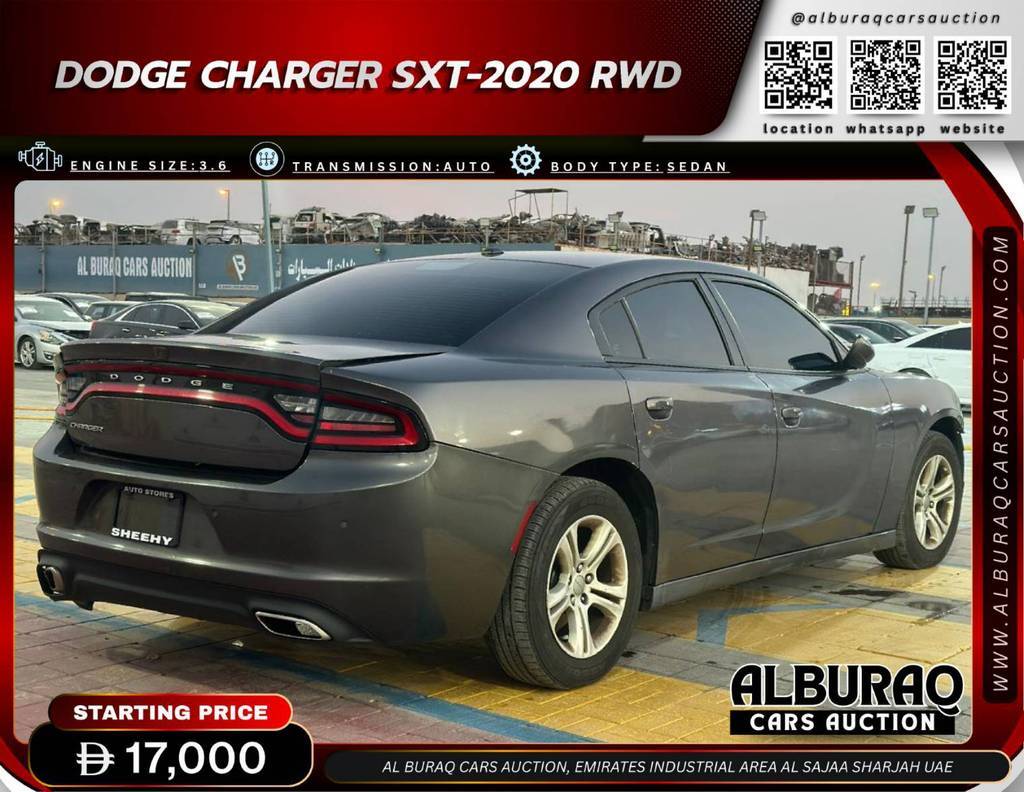 @alburaqcarsauction
DODGE CHARGER SXT-2020 RWD
location whatsapp website
ENGINE SIZE:3.6 TRANSMISSION:AUTO BODY TYPE: SEDAN
AL BURAQ CARS AUCTION
DODGE
CHARGER
AUTO STORES
SHEEHY
WWW.ALBURAQCARSAUCTION.COM
ALBURAQ
CARS AUCTION
STARTING PRICE
17,000
AL BURAQ CARS AUCTION, EMIRATES INDUSTRIAL AREA AL SAJAA SHARJAH UAE